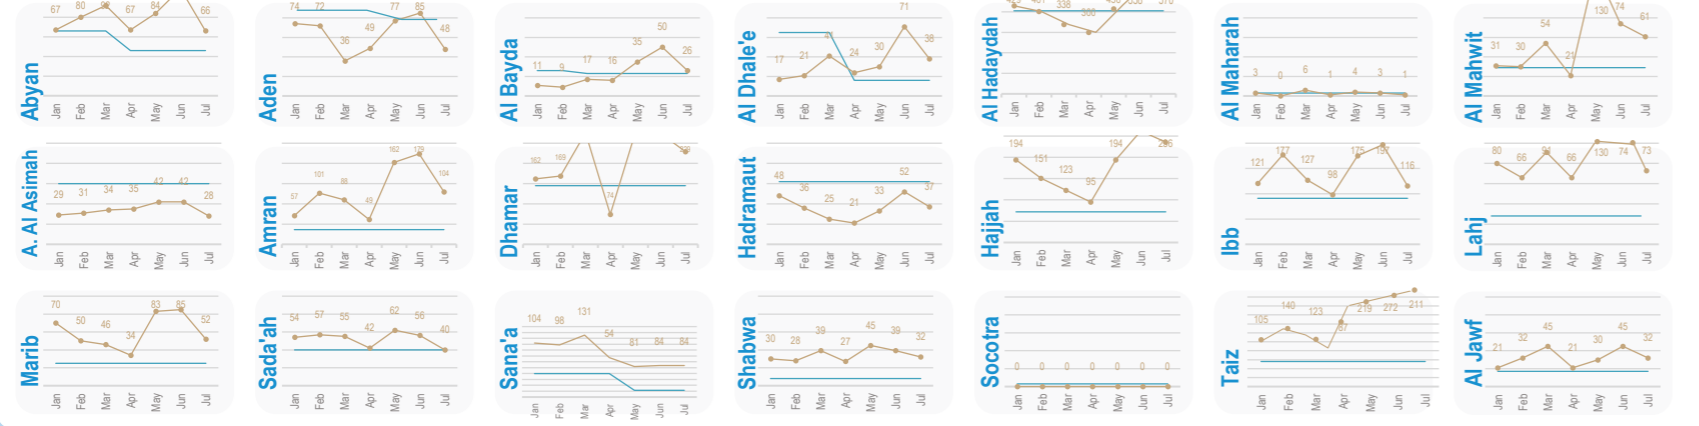 Abyan
67 80 67 84 66
Jan Feb Mar Apr May Jun Jul
Aden
74 72 36 49 77 85 48
Jan Feb Mar Apr May Jun Jul
Al Bayda
11 9 17 16 35 50 26
Jan Feb Mar Apr May Jun Jul
Al Dhale'e
17 21 41 24 30 71 38
Jan Feb Mar Apr May Jun Jul
Al Hadaydah
338
Jan Feb Mar Apr May Jun Jul
Al Maharah
3 0 6 1 4 3 1
Jan Feb Mar Apr May Jun Jul
Al Mahwit
31 30 54 21 130 74 61
Jan Feb Mar Apr May Jun Jul
A. Al Asimah
29 31 34 35 42 42 28
Jan Feb Mar Apr May Jun Jul
Amran
57 101 88 49 162 179 104
Jan Feb Mar Apr May Jun Jul
Dhamar
162 169 74
Jan Feb Mar Apr May Jun Jul
Hadramaut
48 36 25 21 33 52 37
Jan Feb Mar Apr May Jun Jul
Hajjah
194 151 123 95 194
Jan Feb Mar Apr May Jun Jul
Ibb
121 177 127 98 175 197 116
Jan Feb Mar Apr May Jun Jul
Lahj
80 66 91 66 130 74 73
Jan Feb Mar Apr May Jun Jul
Marib
70 50 46 34 83 85 52
Jan Feb Mar Apr May Jun Jul
Sada'ah
54 57 55 42 62 56 40
Jan Feb Mar Apr May Jun Jul
Sana'a
104 98 131 54 81 84 84
Jan Feb Mar Apr May Jun Jul
Shabwa
30 28 39 27 45 39 32
Jan Feb Mar Apr May Jun Jul
Socotra
0 0 0 0 0 0 0
Jan Feb Mar Apr May Jun Jul
Taiz
105 140 123 87 219 272 211
Jan Feb Mar Apr May Jun Jul
Al Jawf
21 32 45 21 30 45 32
Jan Feb Mar Apr May Jun Jul